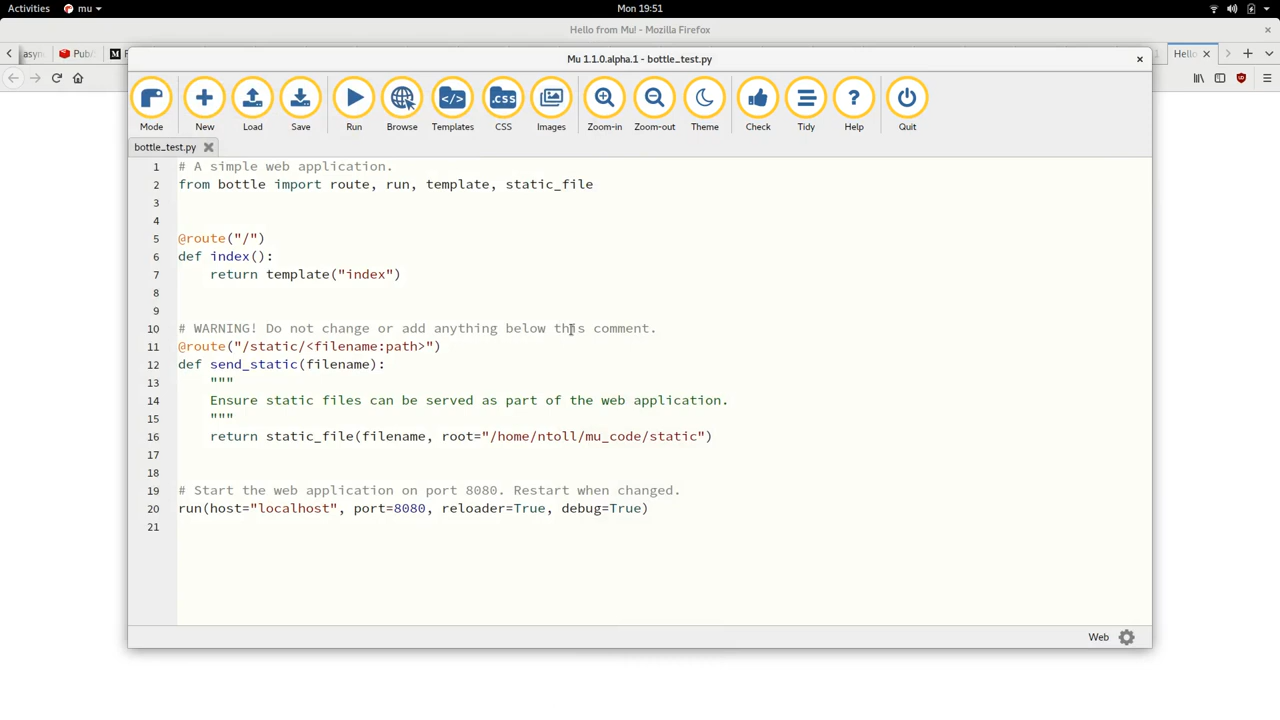 Activities mu Mon 19:51
Hello from Mu! - Mozilla Firefox
asyn Pub/ Hello
Mu 1.1.0.alpha.1 - bottle_test.py
Mode New Load Save Run Browse Templates CSS Images Zoom-in Zoom-out Theme Check Tidy Help Quit
bottle_test.py
1 # A simple web application.
2 from bottle import route, run, template, static_file
3
4
5 @route("/")
6 def index():
7 return template("index")
8
9
10 # WARNING! Do not change or add anything below this comment.
11 @route("/static/<filename:path>")
12 def send_static(filename):
13 """
14 Ensure static files can be served as part of the web application.
15 """
16 return static_file(filename, root="/home/ntoll/mu_code/static")
17
18
19 # Start the web application on port 8080. Restart when changed.
20 run(host="localhost", port=8080, reloader=True, debug=True)
21
Web